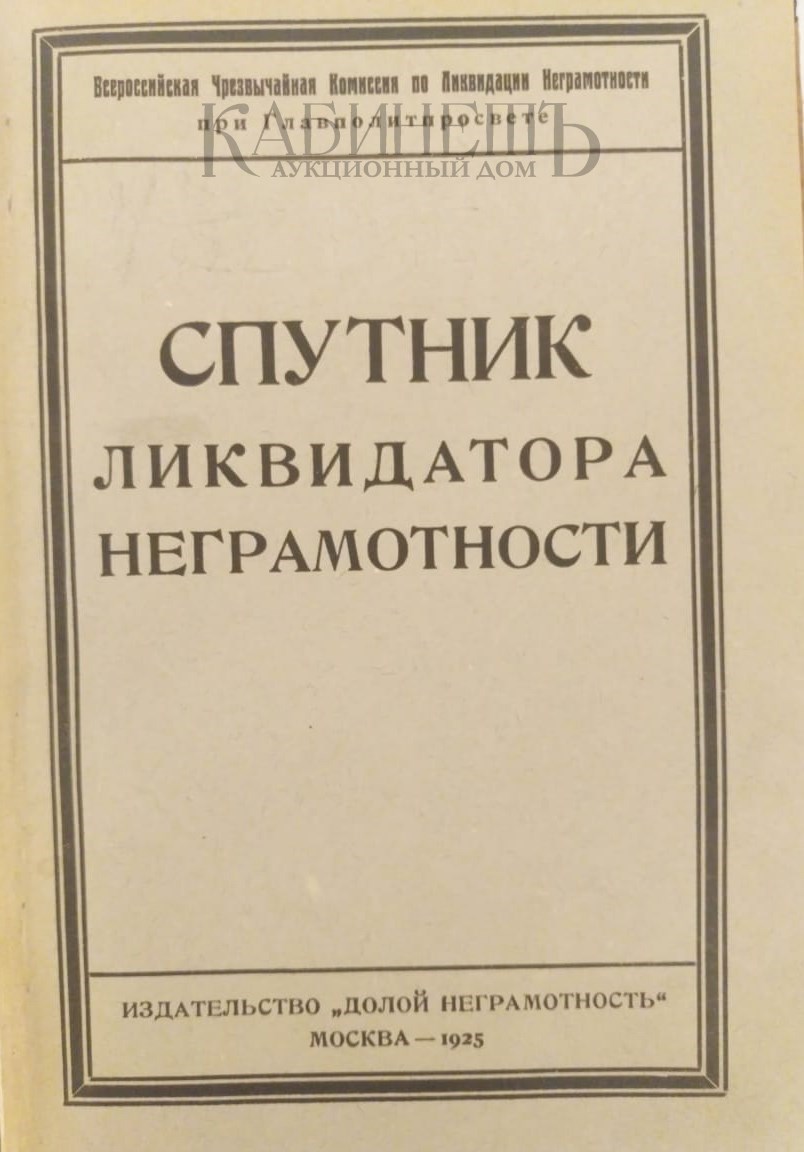 Всероссийская Чрезвычайная Комиссия по Ликвидации Неграмотности
при Главполитпросвете
КАБИНЕТЪ
АУКЦИОННЫЙ ДОМ
СПУТНИК
ЛИКВИДАТОРА
НЕГРАМОТНОСТИ
ИЗДАТЕЛЬСТВО „ДОЛОЙ НЕГРАМОТНОСТЬ“
МОСКВА — 1925